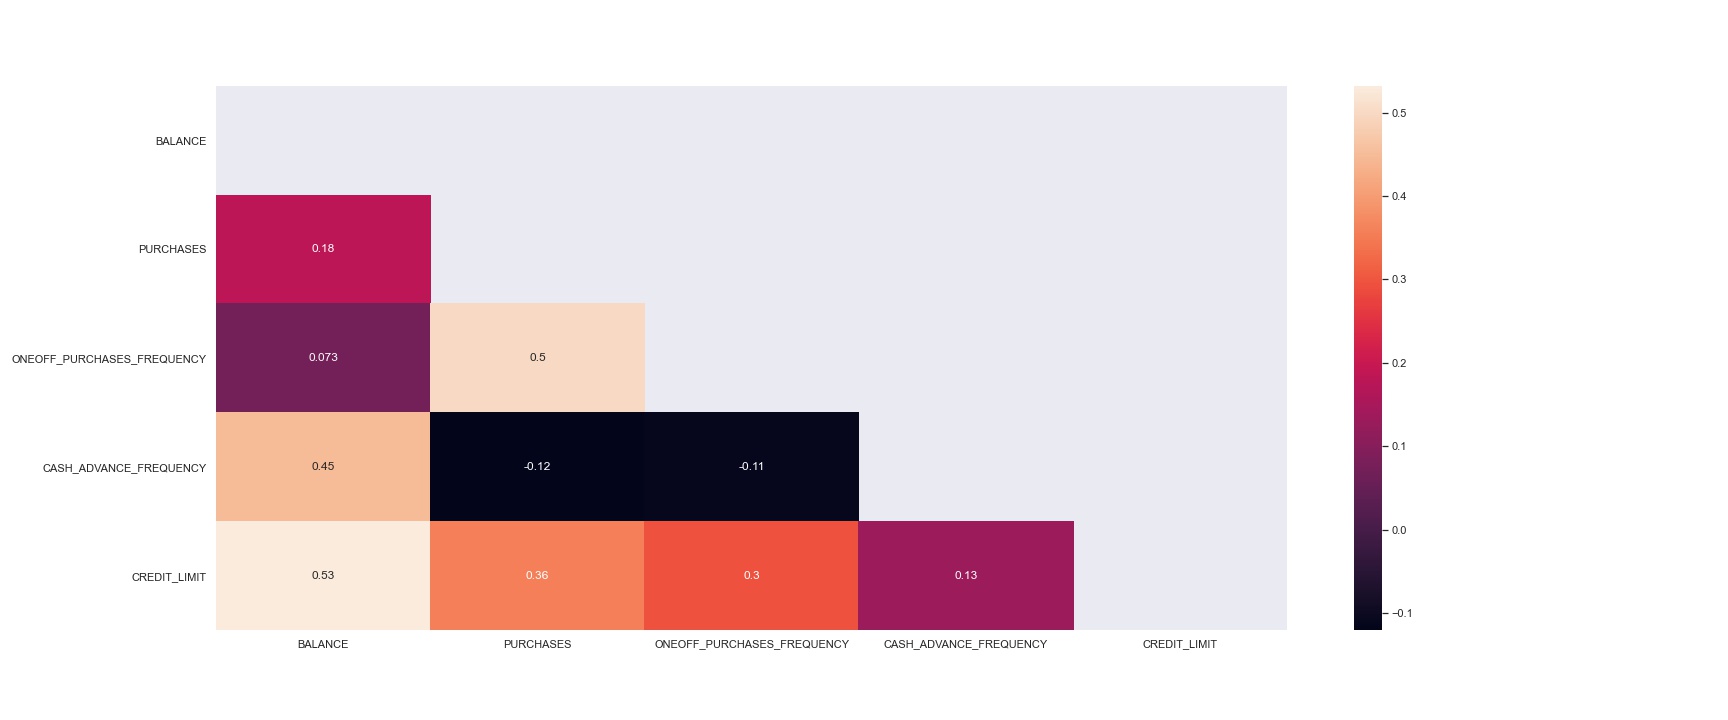 0.5
BALANCE
0.4
PURCHASES
0.18
0.3
ONEOFF_PURCHASES_FREQUENCY
0.073
0.5
0.2
0.1
CASH_ADVANCE_FREQUENCY
0.45
-0.12
-0.11
0.0
CREDIT_LIMIT
0.53
0.36
0.3
0.13
−0.1
BALANCE
PURCHASES
ONEOFF_PURCHASES_FREQUENCY
CASH_ADVANCE_FREQUENCY
CREDIT_LIMIT